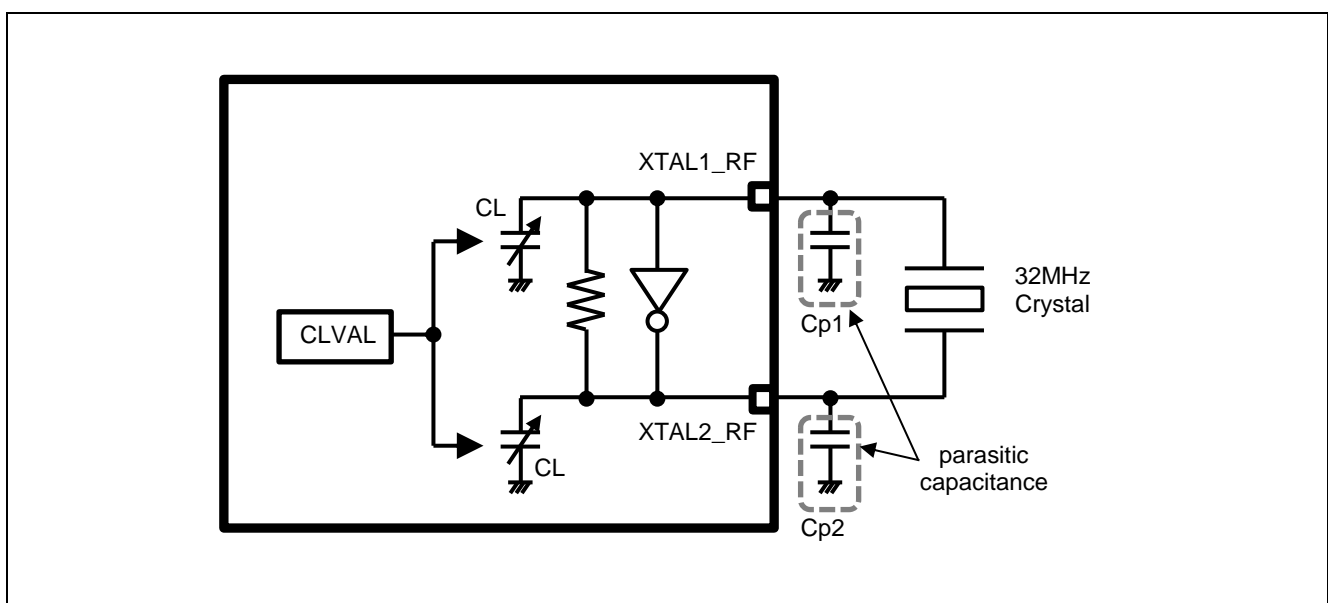 XTAL1_RF
CL
32MHz
Crystal
Cp1
CLVAL
XTAL2_RF
CL
parasitic
capacitance
Cp2